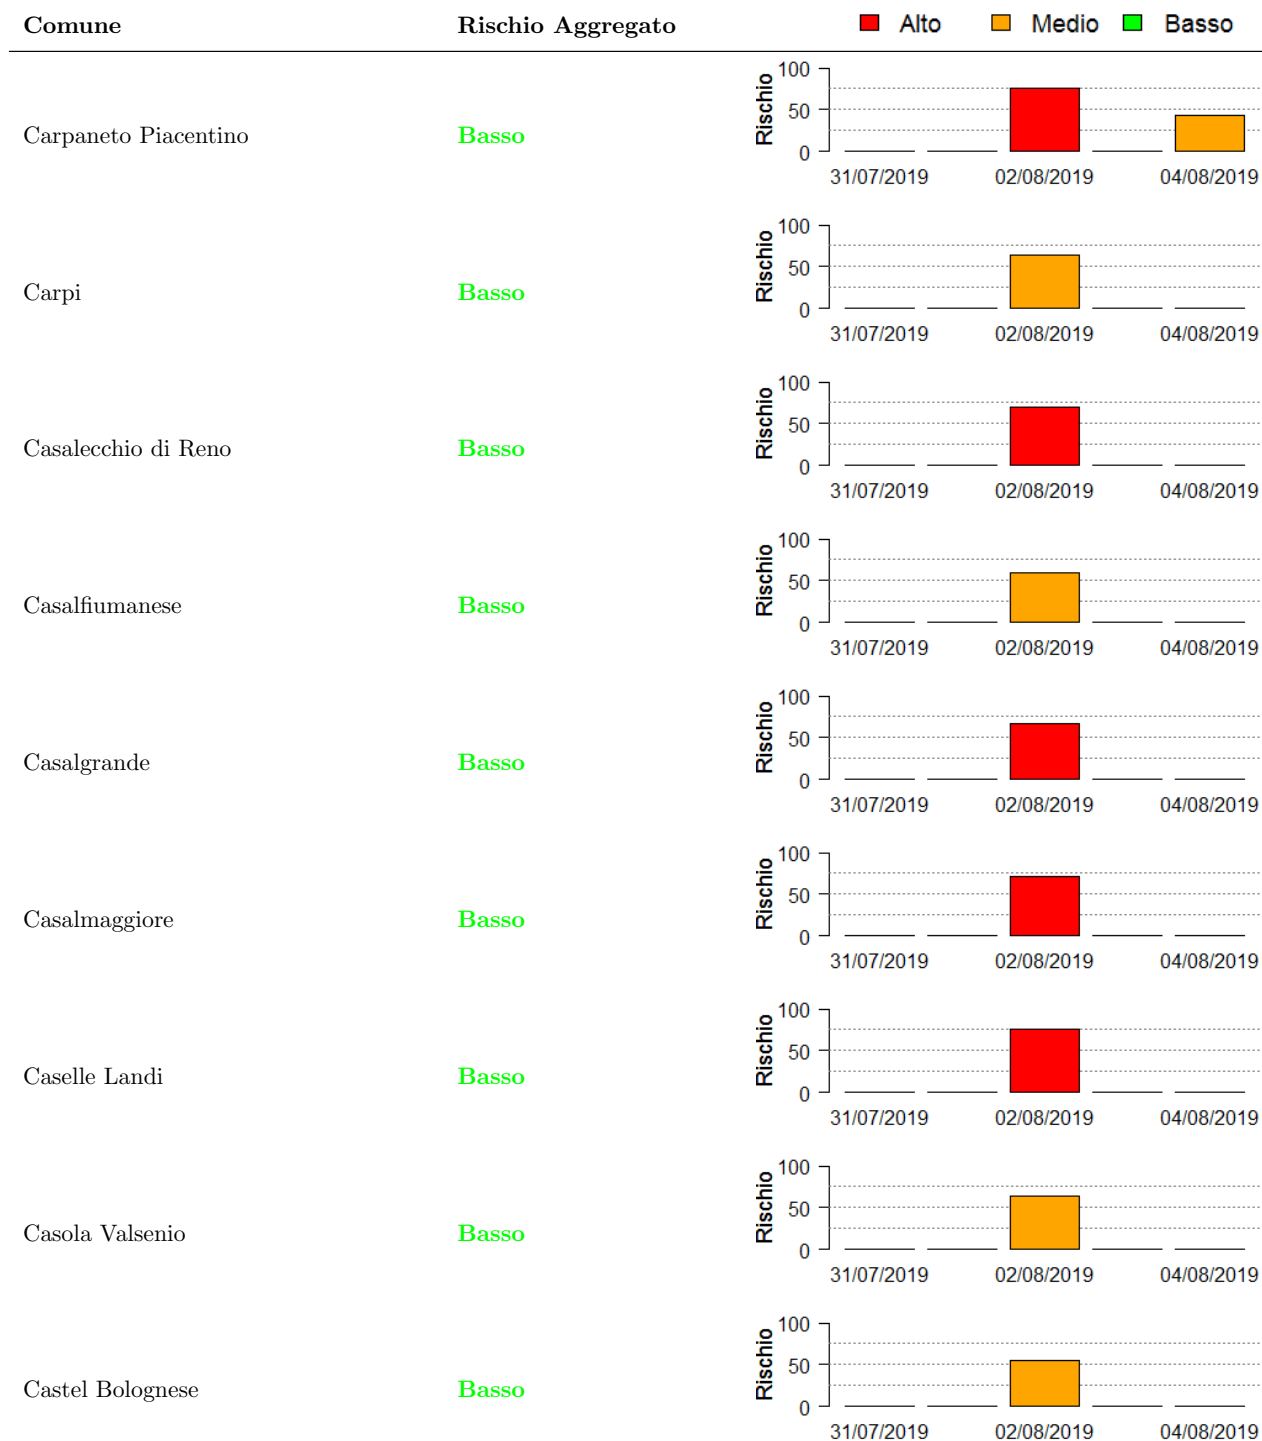 Comune Rischio Aggregato Alto Medio Basso
100
50
0
Rischio
Carpaneto Piacentino Basso
31/07/2019 02/08/2019 04/08/2019
100
50
0
Rischio
Carpi Basso
31/07/2019 02/08/2019 04/08/2019
100
50
0
Rischio
Casalecchio di Reno Basso
31/07/2019 02/08/2019 04/08/2019
100
50
0
Rischio
Casalfiumanese Basso
31/07/2019 02/08/2019 04/08/2019
100
50
0
Rischio
Casalgrande Basso
31/07/2019 02/08/2019 04/08/2019
100
50
0
Rischio
Casalmaggiore Basso
31/07/2019 02/08/2019 04/08/2019
100
50
0
Rischio
Caselle Landi Basso
31/07/2019 02/08/2019 04/08/2019
100
50
0
Rischio
Casola Valsenio Basso
31/07/2019 02/08/2019 04/08/2019
100
50
0
Rischio
Castel Bolognese Basso
31/07/2019 02/08/2019 04/08/2019